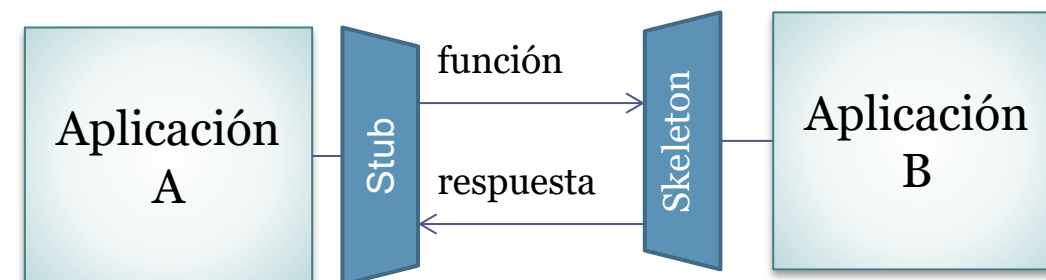 Aplicación
A
Stub
función
respuesta
Skeleton
Aplicación
B